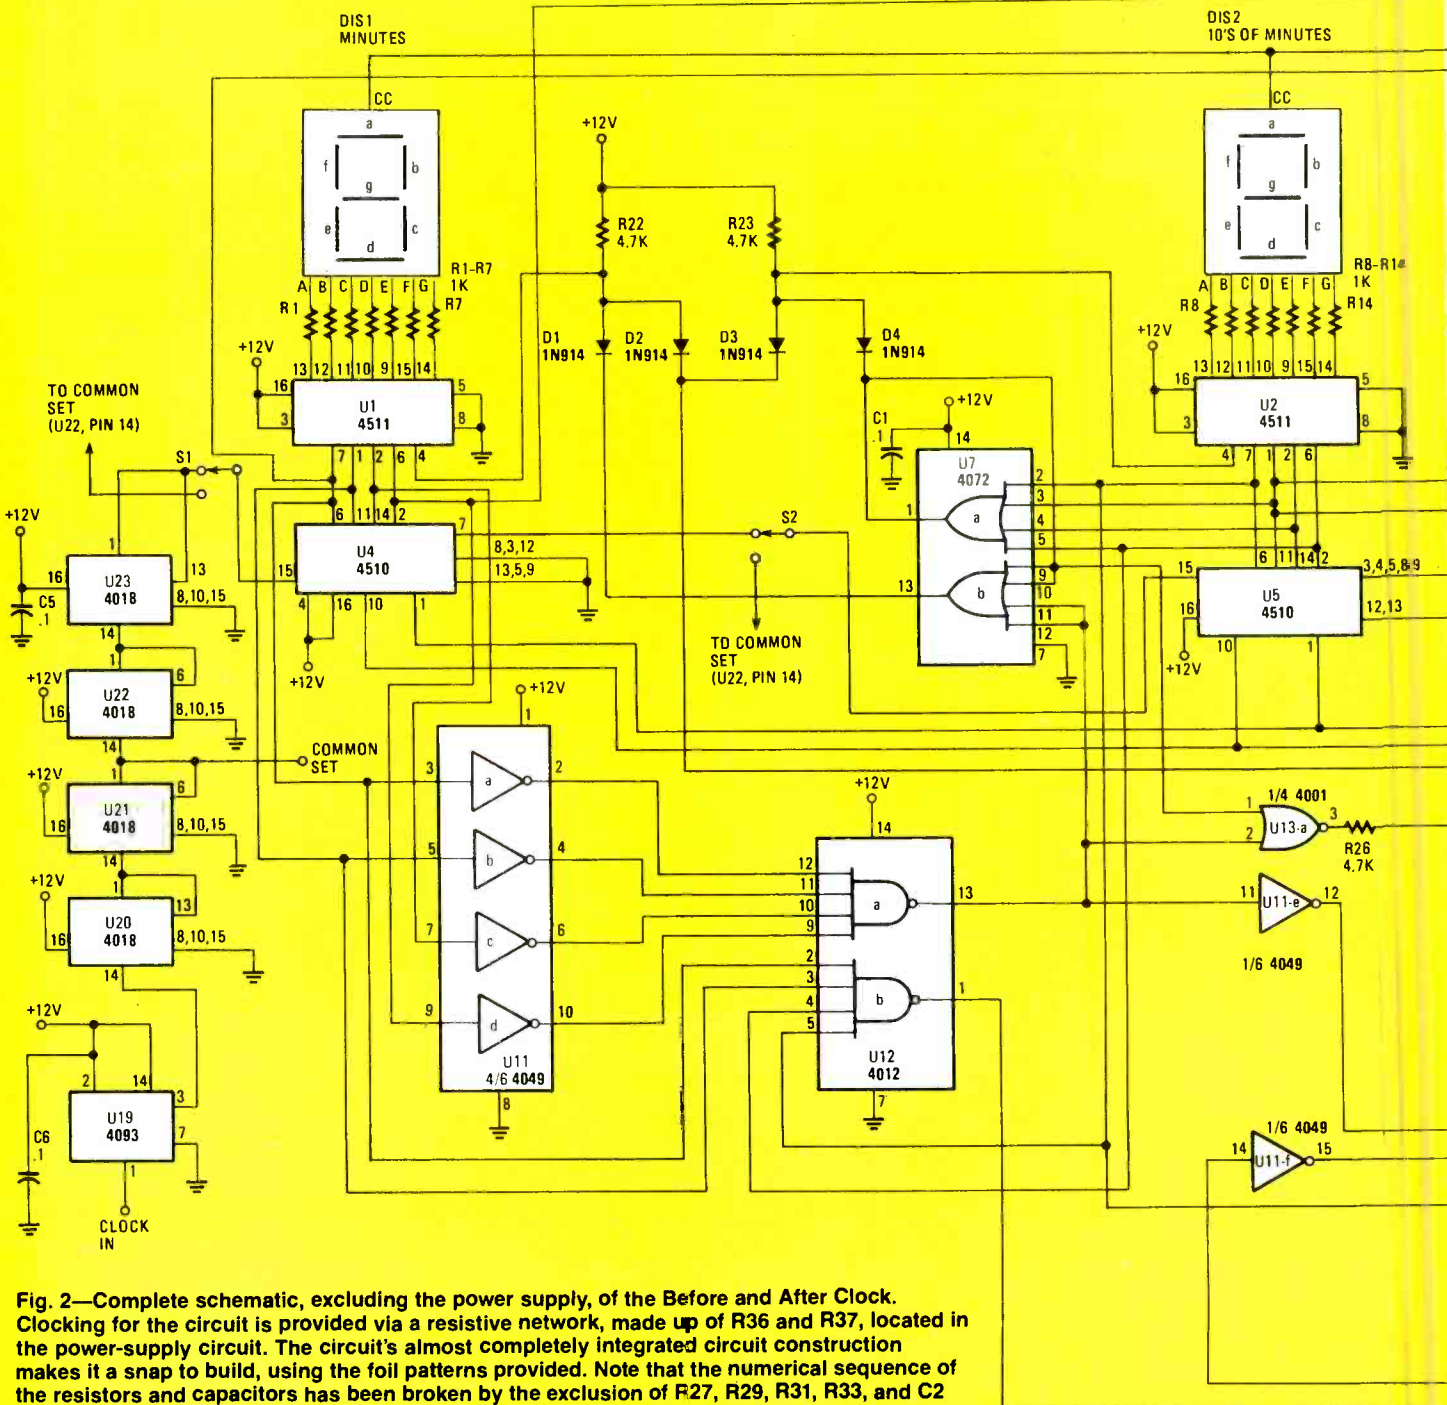 DIS1
MINUTES
DIS2
10'S OF MINUTES
CC
CC
a
f
b
g
e
c
d
a
f
b
g
e
c
d
+12V
R22
4.7K
R23
4.7K
A B C D E F G
R1-R7
1K
R1
R7
A B C D E F G
R8-R14
1K
R8
R14
D1
1N914
D2
1N914
D3
1N914
D4
1N914
+12V
13 12 11 10 9 15 14
16
3
U1
4511
5
8
7 1 2 6 4
+12V
13 12 11 10 9 15 14
16
3
U2
4511
5
8
4 7 1 2 6
TO COMMON
SET
(U22, PIN 14)
S1
C1
.1
+12V
14
U7
4072
a
b
1
13
2
3
4
5
9
10
11
12
7
6 11 14 2
U4
4510
15
7
8,3,12
13,5,9
4 16 10 1
+12V
S2
TO COMMON
SET
(U22, PIN 14)
6 11 14 2
15
U5
4510
16
3,4,5,8,9
12,13
10 1
+12V
+12V
1
16
U23
4018
13
8,10,15
14
C5
.1
+12V
1
6
16
U22
4018
8,10,15
14
COMMON
SET
+12V
1
6
16
U21
4018
8,10,15
14
+12V
1
13
16
U20
4018
8,10,15
14
+12V
2 14
3
U19
4093
7
1
C6
.1
CLOCK
IN
+12V
1
3
a
2
5
b
4
7
c
6
9
d
10
U11
4/6 4049
8
+12V
14
12
11
10
9
a
13
2
3
4
5
b
1
U12
4012
7
1/4 4001
1
2
U13-a
3
R26
4.7K
11
U11-e
12
1/6 4049
1/6 4049
14
U11-f
15
Fig. 2—Complete schematic, excluding the power supply, of the Before and After Clock.
Clocking for the circuit is provided via a resistive network, made up of R36 and R37, located in
the power-supply circuit. The circuit's almost completely integrated circuit construction
makes it a snap to build, using the foil patterns provided. Note that the numerical sequence of
the resistors and capacitors has been broken by the exclusion of R27, R29, R31, R33, and C2